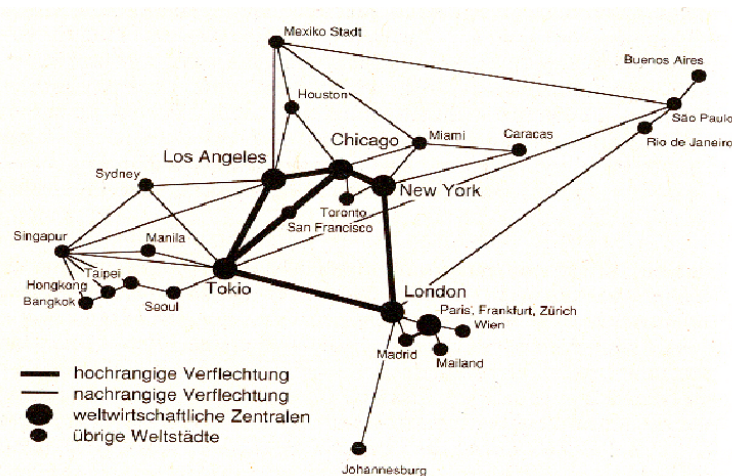 Mexiko Stadt
Buenos Aires
Houston
São Paulo
Chicago
Miami
Caracas
Rio de Janeiro
Los Angeles
Sydney
New York
Toronto
San Francisco
Singapur
Manila
Taipei
Hongkong
Tokio
London
Bangkok
Seoul
Paris, Frankfurt, Zürich
Wien
Madrid
Mailand
hochrangige Verflechtung
nachrangige Verflechtung
weltwirtschaftliche Zentralen
übrige Weltstädte
Johannesburg